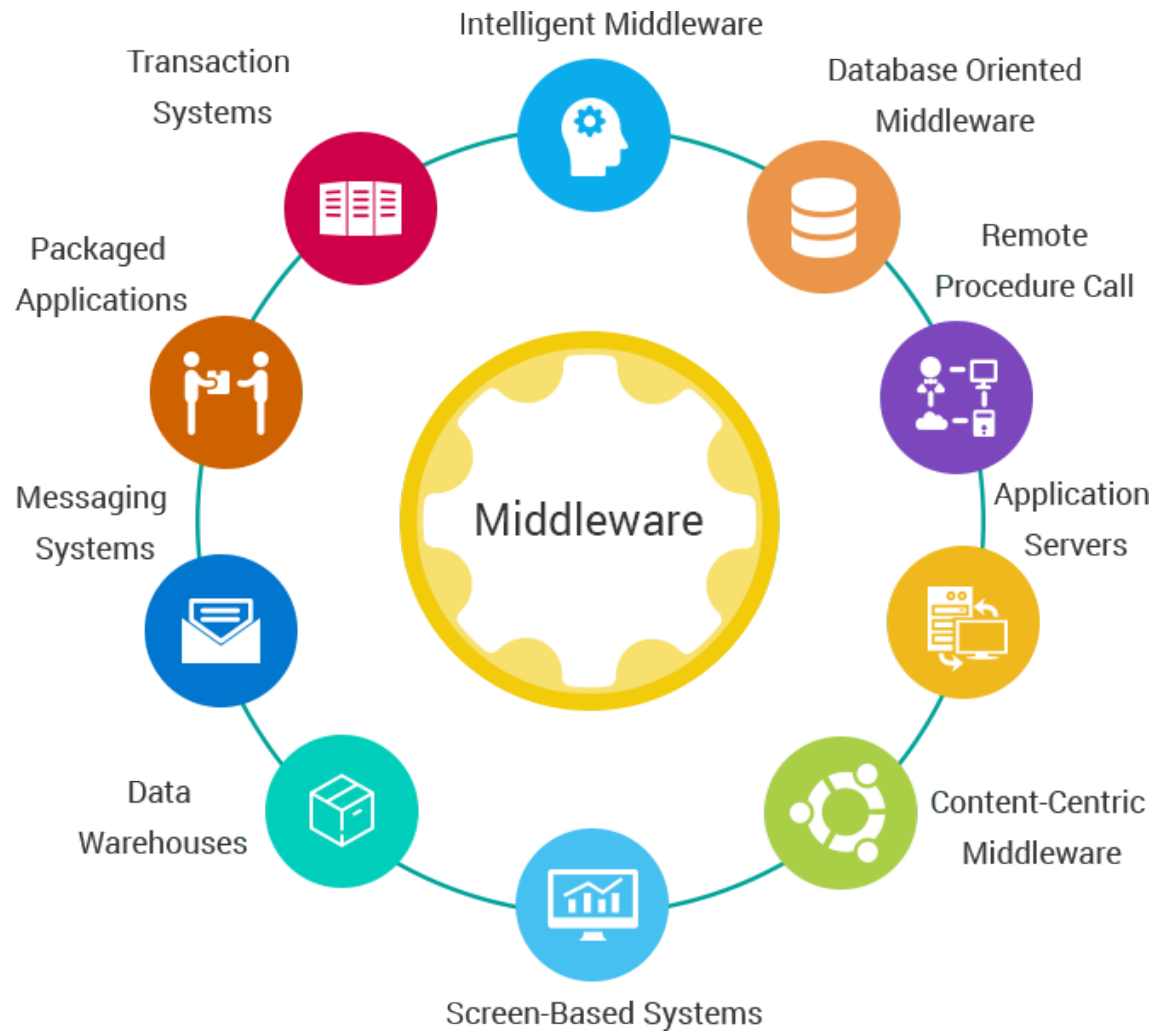 Intelligent Middleware
Transaction
Systems
Database Oriented
Middleware
Packaged
Applications
Remote
Procedure Call
Messaging
Systems
Middleware
Application
Servers
Data
Warehouses
Content-Centric
Middleware
Screen-Based Systems